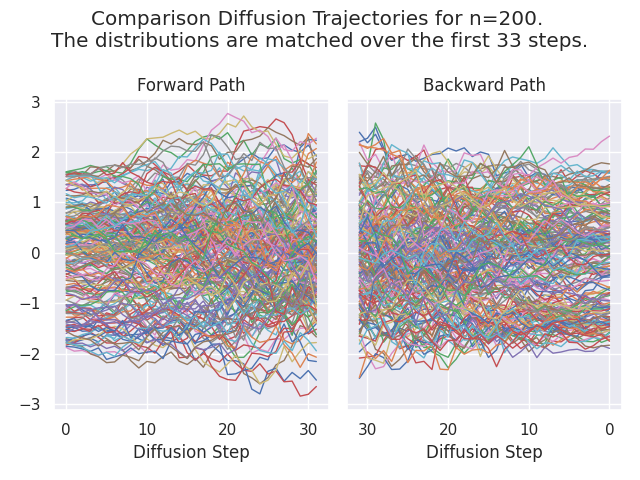 Comparison Diffusion Trajectories for n=200.
The distributions are matched over the first 33 steps.
Forward Path
Backward Path
3
2
1
0
−1
−2
−3
0 10 20 30
30 20 10 0
Diffusion Step
Diffusion Step